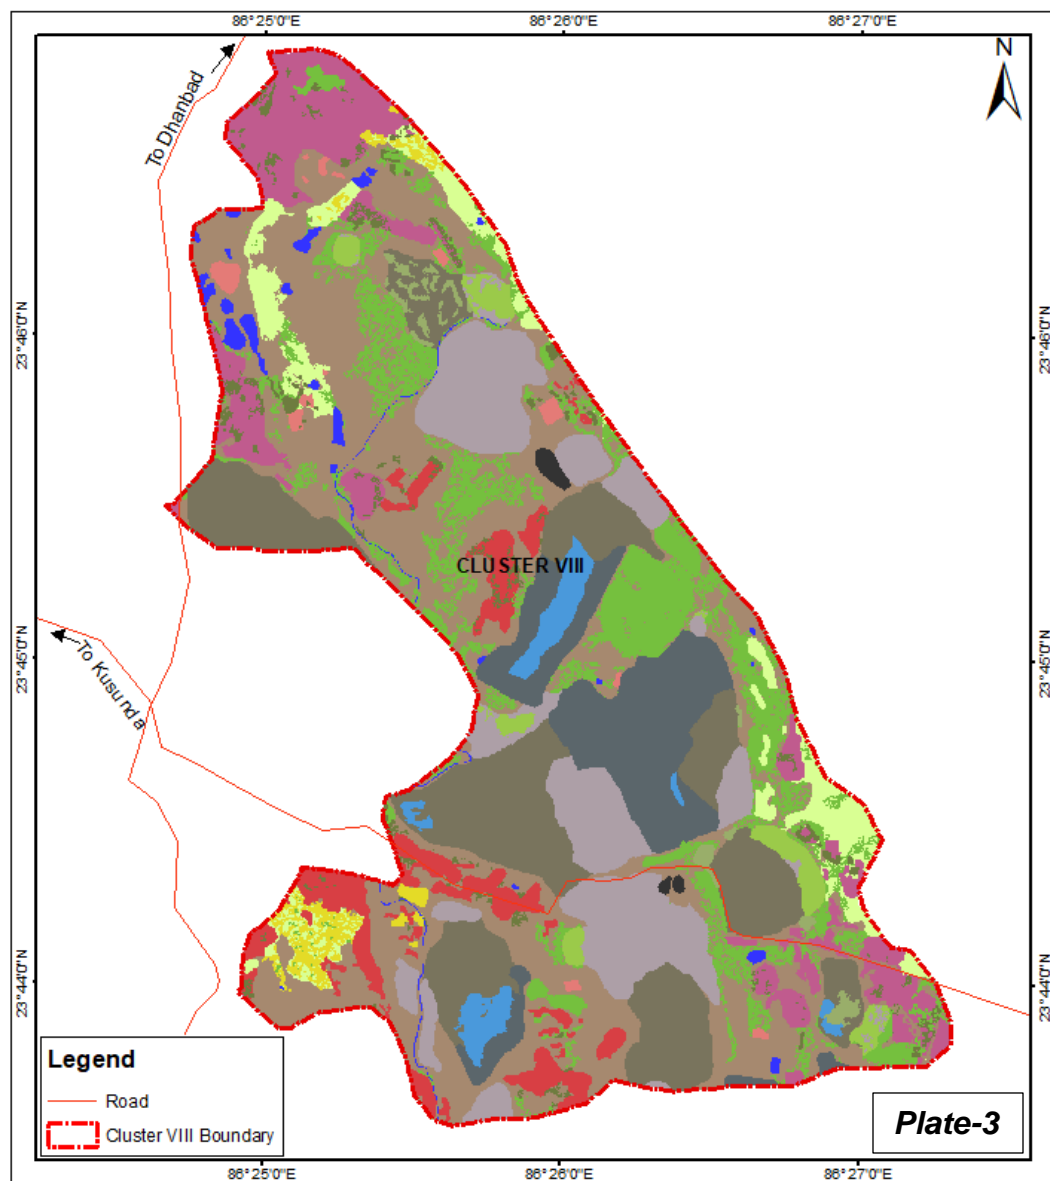 86°25'0"E 86°26'0"E 86°27'0"E
N
To Dhanbad
23°46'0"N 23°46'0"N
CLUSTER VIII
23°45'0"N 23°45'0"N
To Kusunda
23°44'0"N 23°44'0"N
Legend
Road
Cluster VIII Boundary
Plate-3
86°25'0"E 86°26'0"E 86°27'0"E